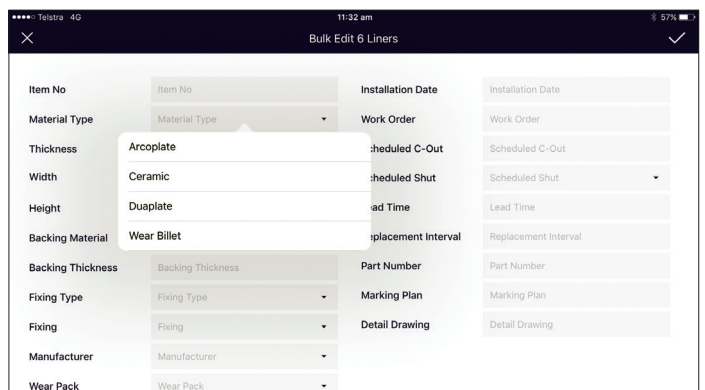 Telstra 4G 11:32 am 57%
Bulk Edit 6 Liners
Item No Item No Installation Date Installation Date
Material Type Material Type Work Order Work Order
Thickness Arcoplate cheduled C-Out Scheduled C-Out
Width Ceramic cheduled Shut Scheduled Shut
Height Duaplate ead Time Lead Time
Backing Material Wear Billet eplacement Interval Replacement Interval
Backing Thickness Backing Thickness Part Number Part Number
Fixing Type Fixing Type Marking Plan Marking Plan
Fixing Fixing Detail Drawing Detail Drawing
Manufacturer Manufacturer
Wear Pack Wear Pack